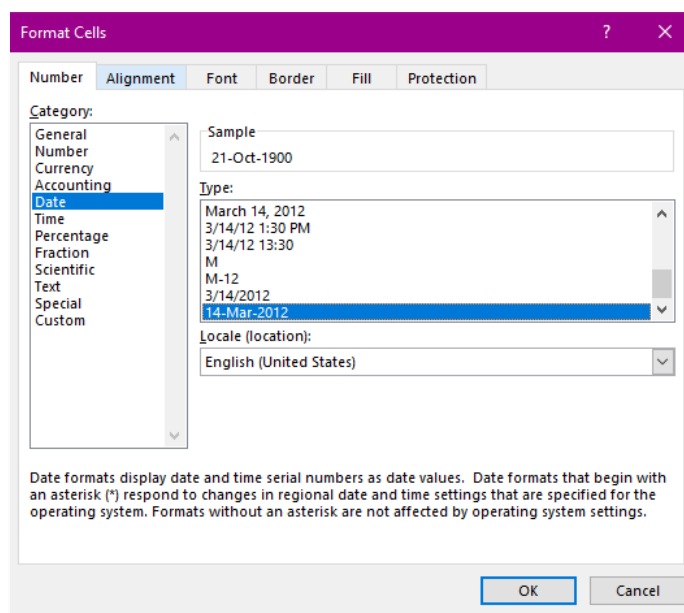 Format Cells
?
Number
Alignment
Font
Border
Fill
Protection
Category:
General
Number
Currency
Accounting
Date
Time
Percentage
Fraction
Scientific
Text
Special
Custom
Sample
21-Oct-1900
Type:
March 14, 2012
3/14/12 1:30 PM
3/14/12 13:30
M
M-12
3/14/2012
14-Mar-2012
Locale (location):
English (United States)
Date formats display date and time serial numbers as date values.  Date formats that begin with
an asterisk (*) respond to changes in regional date and time settings that are specified for the
operating system. Formats without an asterisk are not affected by operating system settings.
OK
Cancel